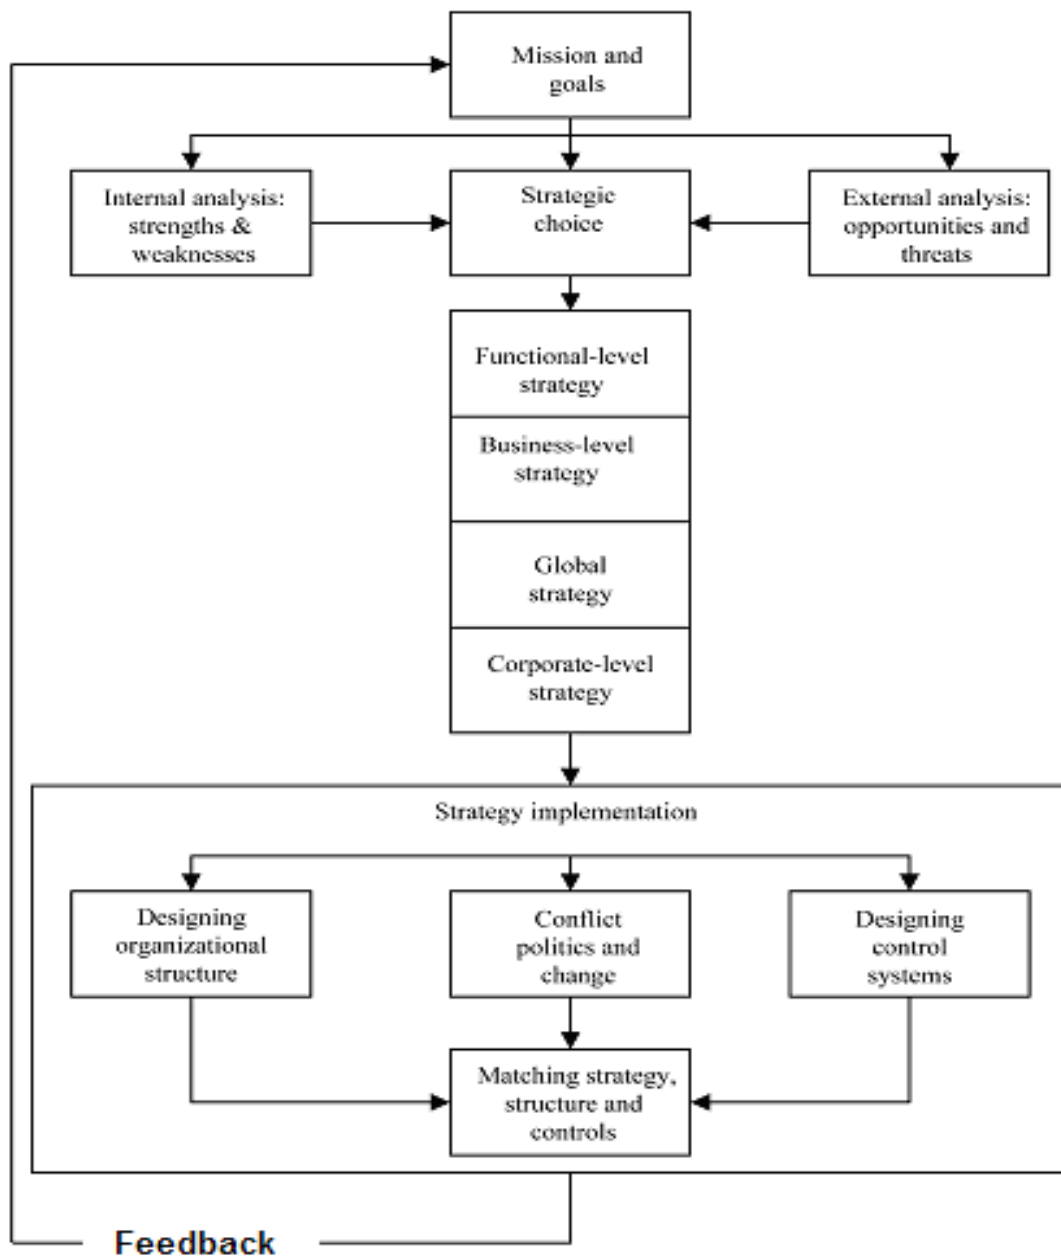 Mission and
goals
Internal analysis:
strengths &
weaknesses
Strategic
choice
External analysis:
opportunities and
threats
Functional-level
strategy
Business-level
strategy
Global
strategy
Corporate-level
strategy
Strategy implementation
Designing
organizational
structure
Conflict
politics and
change
Designing
control
systems
Matching strategy,
structure and
controls
Feedback